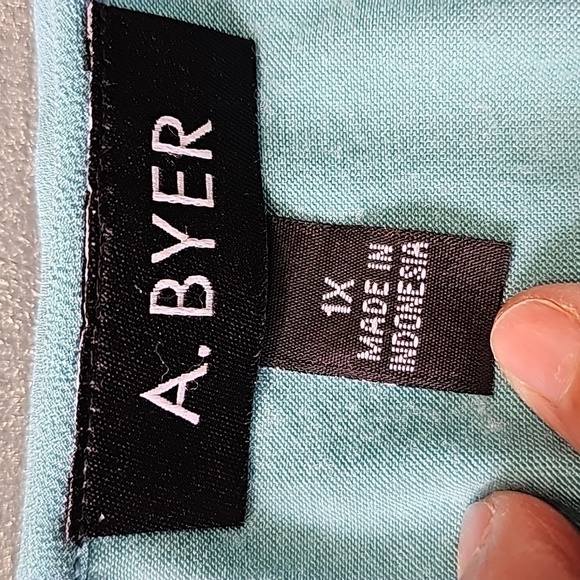 A. BYER
1X
MADE IN
INDONESIA